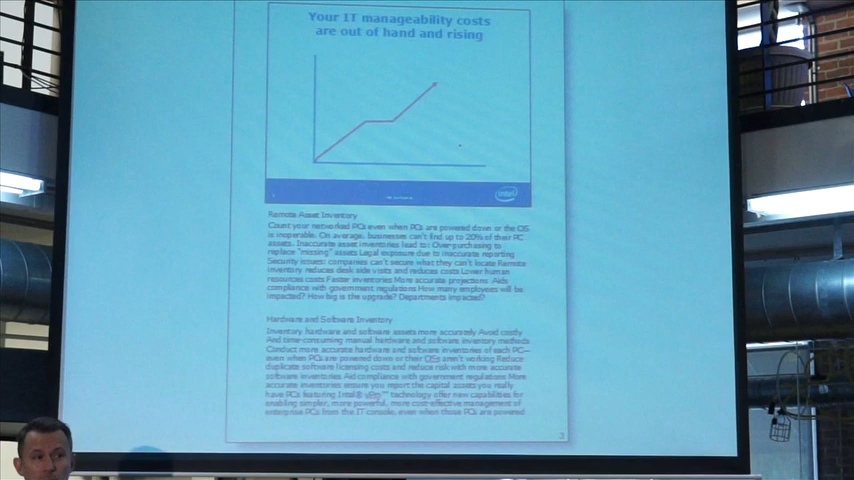 Your IT manageability costs
are out of hand and rising
intel
Remote Asset Inventory
Count your networked PCs even when PCs are powered down or the OS
is inoperable. On average, businesses can't find up to 20% of their PC
assets. Inaccurate asset inventories lead to: Over-purchasing to
replace "missing" assets Legal exposure due to inaccurate reporting
Security issues: companies can't secure what they can't locate Remote
inventory reduces desk side visits and reduces costs Lower human
resources costs Faster inventories More accurate projections Aids
compliance with government regulations How many employees will be
impacted? How big is the upgrade? Departments impacted?
Hardware and Software Inventory
Inventory hardware and software assets more accurately Avoid costly
And time-consuming manual hardware and software inventory methods
Conduct more accurate hardware and software inventories of each PC—
even when PCs are powered down or their OSs aren't working Reduce
duplicate software licensing costs and reduce risk with more accurate
software inventories Aid compliance with government regulations More
accurate inventories ensure you report the capital assets you really
have PCs featuring Intel® vPro™ technology offer new capabilities for
enabling simpler, more powerful, more cost-effective management of
enterprise PCs from the IT console, even when those PCs are powered
3